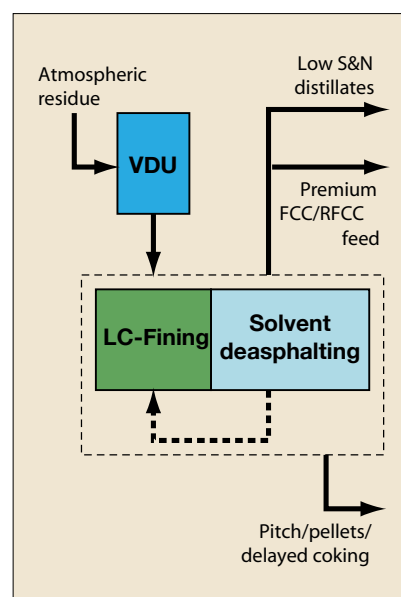 Atmospheric
residue
Low S&N
distillates
VDU
Premium
FCC/RFCC
feed
LC-Fining
Solvent
deasphalting
Pitch/pellets/
delayed coking